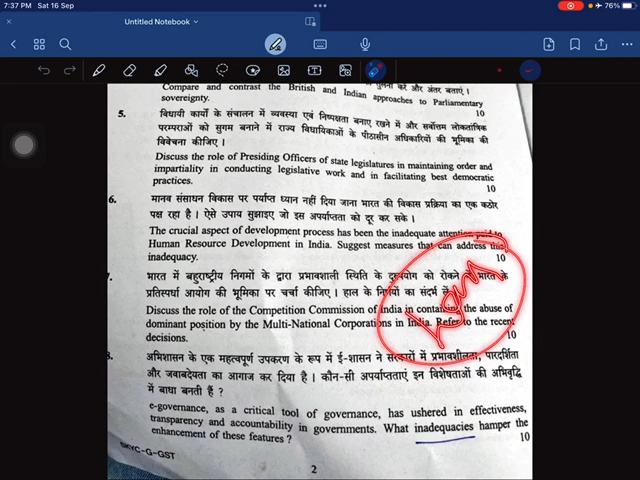 7:37 PM Sat 16 Sep
76%
Untitled Notebook
Compare and contrast the British and Indian approaches to Parliamentary
sovereignty. 10
5. विधायी कार्यों के संचालन में व्यवस्था एवं निष्पक्षता बनाए रखने में और सर्वोत्तम लोकतांत्रिक
परम्पराओं को सुगम बनाने में राज्य विधायिकाओं के पीठासीन अधिकारियों की भूमिका की
विवेचना कीजिए ।
Discuss the role of Presiding Officers of state legislatures in maintaining order and
impartiality in conducting legislative work and in facilitating best democratic
practices. 10
6. मानव संसाधन विकास पर पर्याप्त ध्यान नहीं दिया जाना भारत की विकास प्रक्रिया का एक कठोर
पक्ष रहा है । ऐसे उपाय सुझाइए जो इस अपर्याप्तता को दूर कर सके ।
The crucial aspect of development process has been the inadequate attention paid to
Human Resource Development in India. Suggest measures that can address this
inadequacy. 10
भारत में बहुराष्ट्रीय निगमों के द्वारा प्रभावशाली स्थिति के दुरुपयोग को रोकने में भारत के
प्रतिस्पर्धा आयोग की भूमिका पर चर्चा कीजिए । हाल के निर्णयों का संदर्भ लें
Discuss the role of the Competition Commission of India in containing the abuse of
dominant position by the Multi-National Corporations in India. Refer to the recent
decisions. 10
अभिशासन के एक महत्वपूर्ण उपकरण के रूप में ई-शासन ने सरकारों में प्रभावशीलता, पारदर्शिता
और जवाबदेयता का आगाज कर दिया है । कौन-सी अपर्याप्तताएं इन विशेषताओं की अभिवृद्धि
में बाधा बनती हैं ?
e-governance, as a critical tool of governance, has ushered in effectiveness,
transparency and accountability in governments. What inadequacies hamper the
enhancement of these features ? 10
SKYC-G-GST
2